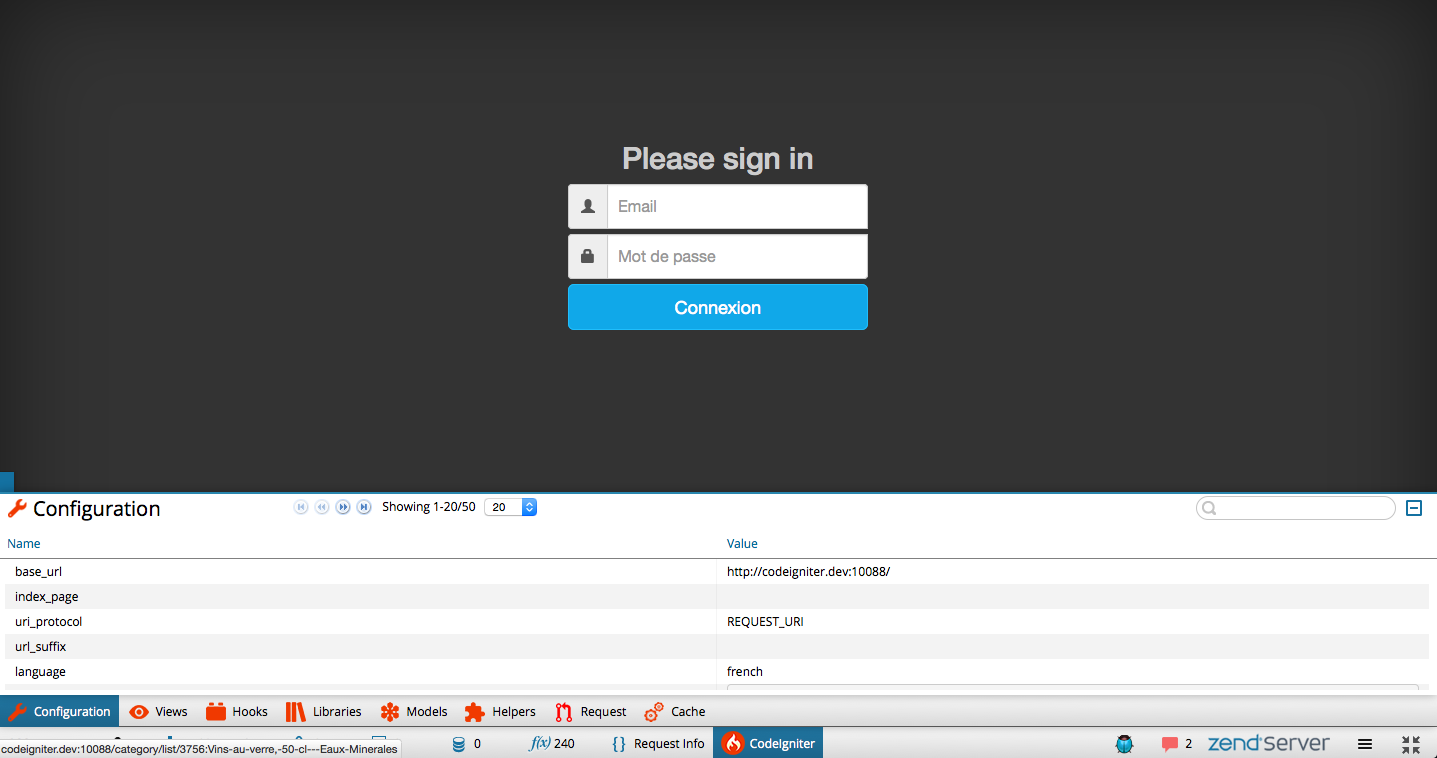 Please sign in
Email
Mot de passe
Connexion
Configuration
Showing 1-20/50 20
Name Value
base_url http://codeigniter.dev:10088/
index_page
uri_protocol REQUEST_URI
url_suffix
language french
Configuration Views Hooks Libraries Models Helpers Request Cache
codeigniter.dev:10088/category/list/3756:Vins-au-verre,-50-cl---Eaux-Minerales 0 f(x) 240 {} Request Info CodeIgniter 2 zend Server